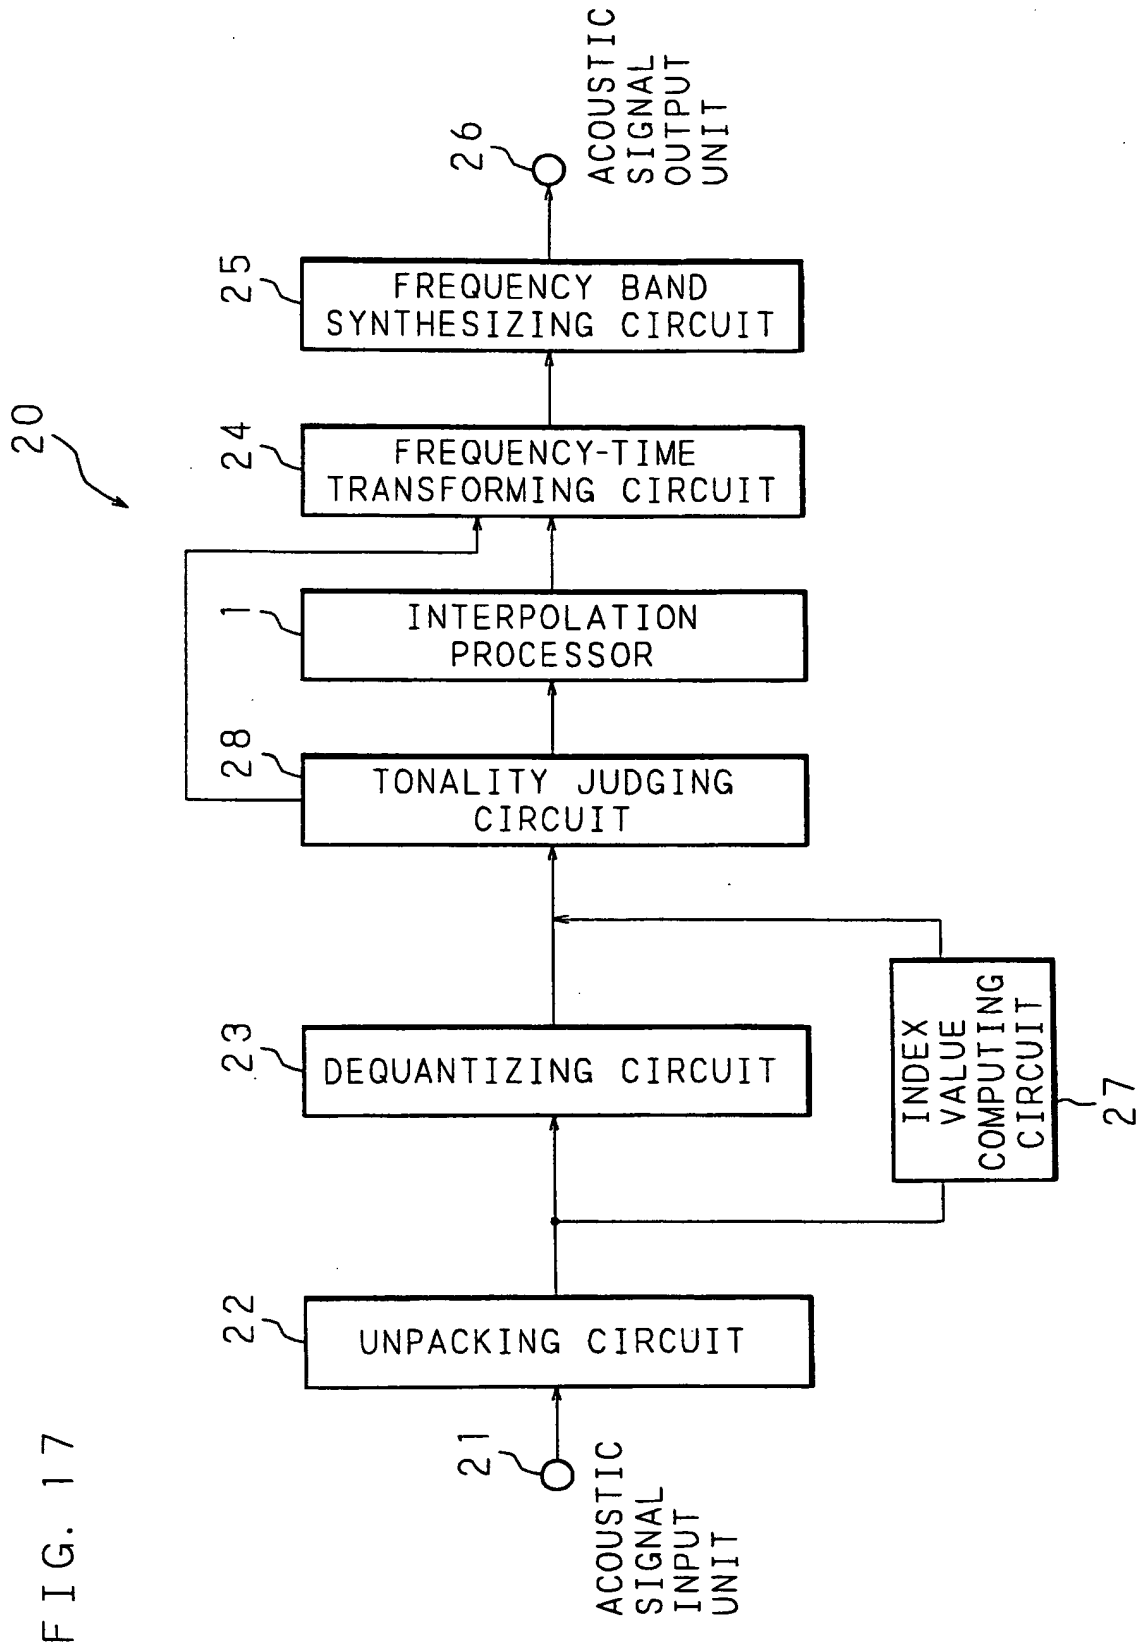 FIG. 17
20
21
ACOUSTIC
SIGNAL
INPUT
UNIT
22
UNPACKING CIRCUIT
23
DEQUANTIZING CIRCUIT
INDEX
VALUE
COMPUTING
CIRCUIT
27
28
TONALITY JUDGING
CIRCUIT
1
INTERPOLATION
PROCESSOR
24
FREQUENCY-TIME
TRANSFORMING CIRCUIT
25
FREQUENCY BAND
SYNTHESIZING CIRCUIT
26
ACOUSTIC
SIGNAL
OUTPUT
UNIT